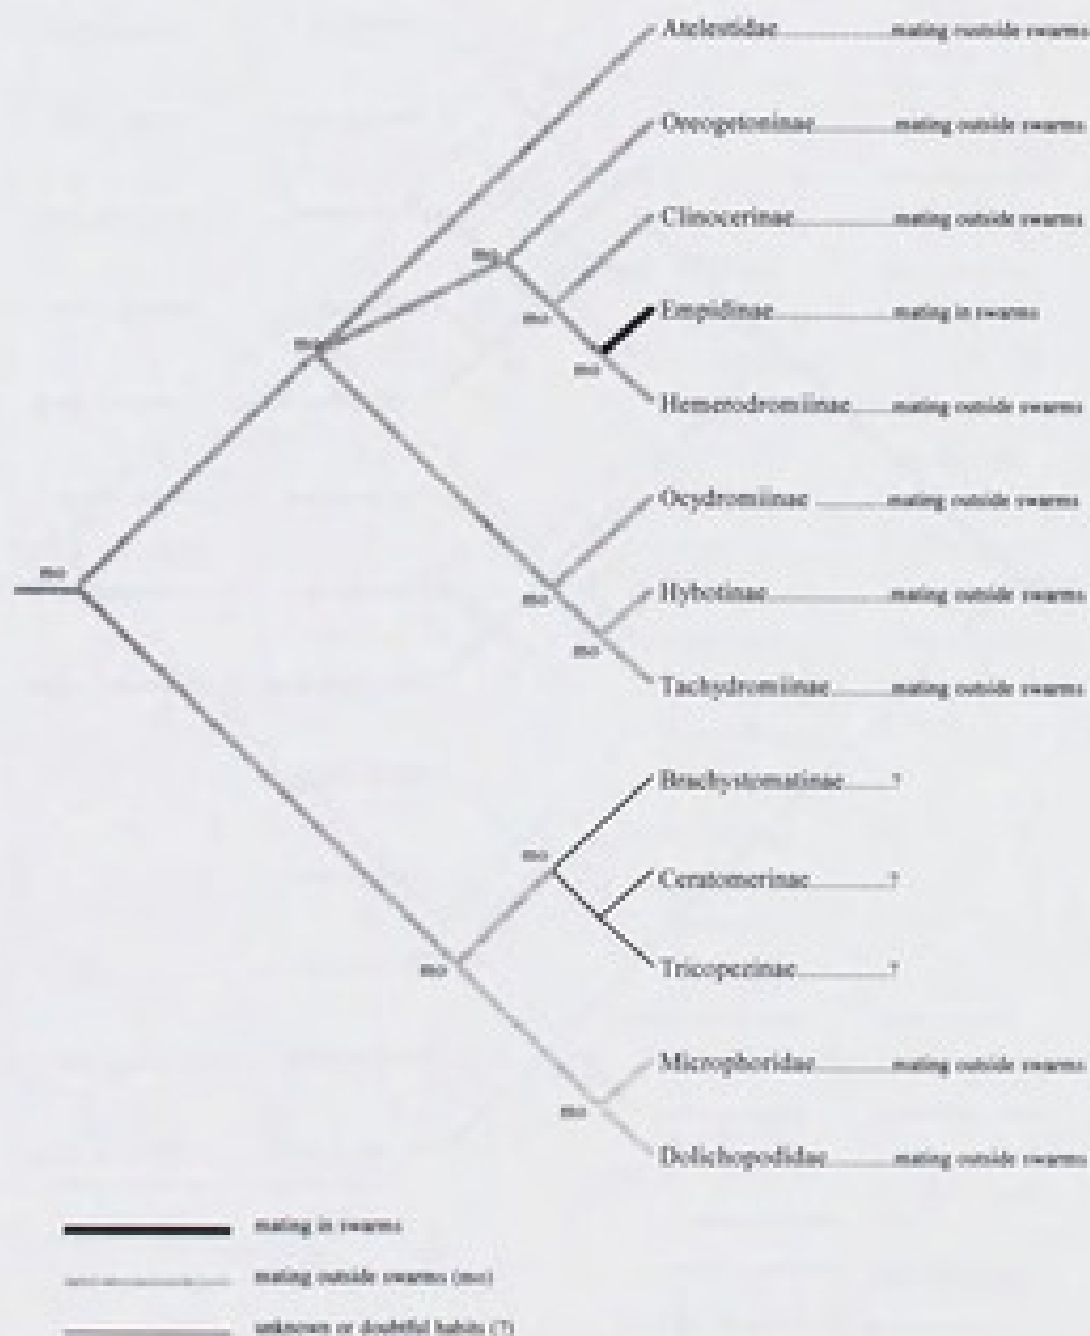 Atelestidae mating outside swarms
Oreogetoninae mating outside swarms
Clinocerinae mating outside swarms
mo
mo
Empidinae mating in swarms
mo
mo
Hemerodromiinae mating outside swarms
Ocydromiinae mating outside swarms
mo
Hybotinae mating outside swarms
mo
mo
Tachydromiinae mating outside swarms
Brachystomatinae ?
mo
Ceratomerinae ?
mo
Tricopezinae ?
Microphoridae mating outside swarms
mo
Dolichopodidae mating outside swarms
mating in swarms
mating outside swarms (mo)
unknown or doubtful habits (?)